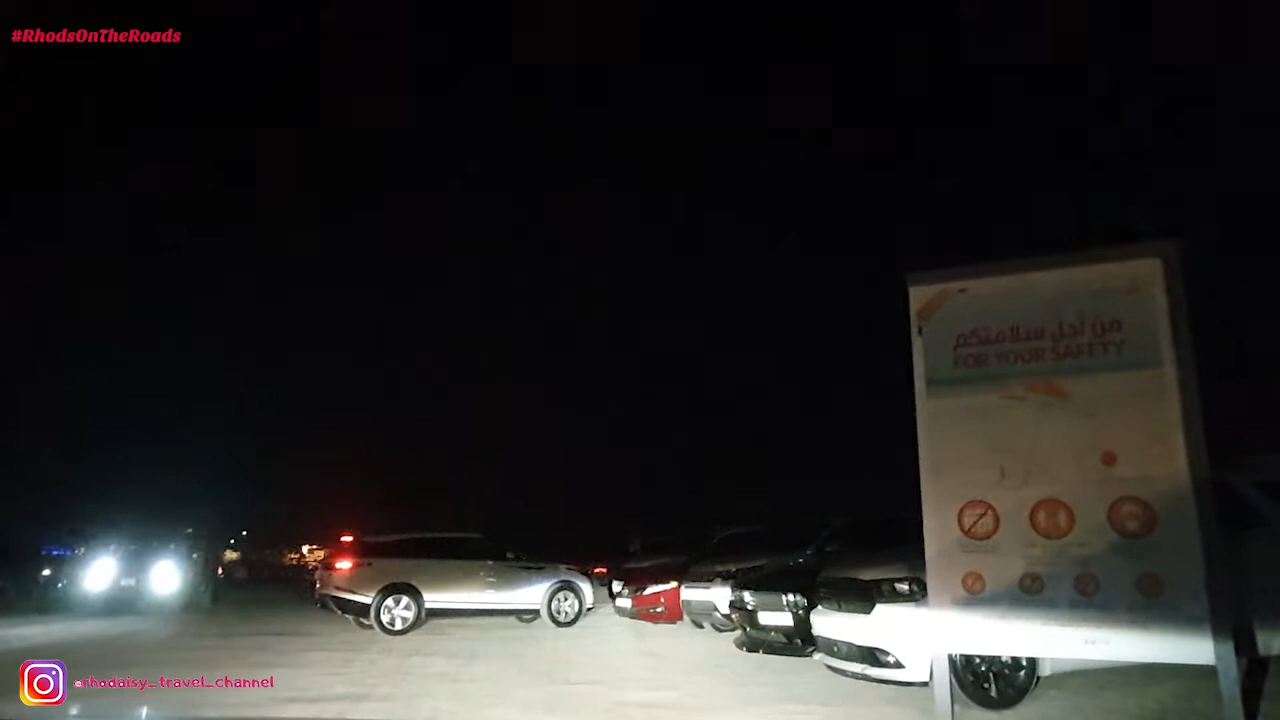 #RhodsOnTheRoads
من أجل سلامتكم
FOR YOUR SAFETY
@rhodaisy_travel_channel